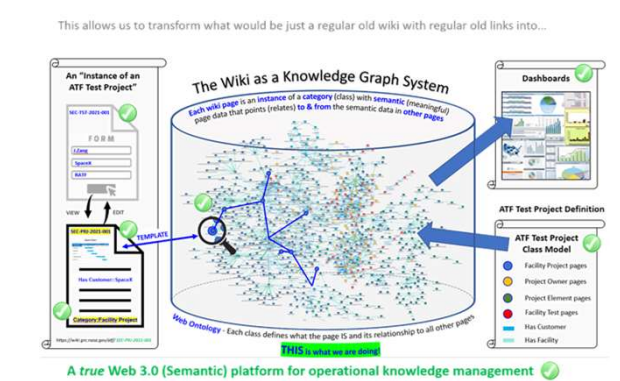 This allows us to transform what would be just a regular old wiki with regular old links into...
An "Instance of an
ATF Test Project"
FORM
SpaceX
VIEW
EDIT
TEMPLATE
Has Customer: SpaceX
Category:Facility Project
The Wiki as a Knowledge Graph System
Each wiki page is an instance of a category (class) with semantic (meaningful)
page data that points (relates) to & from the semantic data in other pages
Web Ontology - Each class defines what the page IS and its relationship to all other pages
THIS is what we are doing!
Dashboards
ATF Test Project Definition
ATF Test Project
Class Model
Facility Project pages
Project Owner pages
Project Element pages
Facility Test pages
Has Customer
Has Facility
A true Web 3.0 (Semantic) platform for operational knowledge management